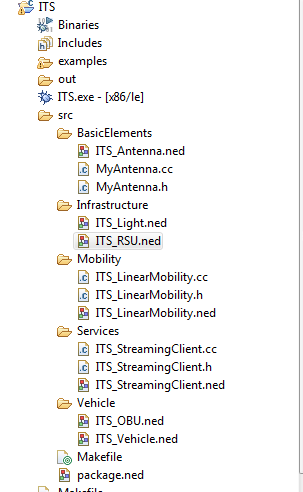 ITS
Binaries
Includes
examples
out
ITS.exe - [x86/le]
src
BasicElements
ITS_Antenna.ned
MyAntenna.cc
MyAntenna.h
Infrastructure
ITS_Light.ned
ITS_RSU.ned
Mobility
ITS_LinearMobility.cc
ITS_LinearMobility.h
ITS_LinearMobility.ned
Services
ITS_StreamingClient.cc
ITS_StreamingClient.h
ITS_StreamingClient.ned
Vehicle
ITS_OBU.ned
ITS_Vehicle.ned
Makefile
package.ned